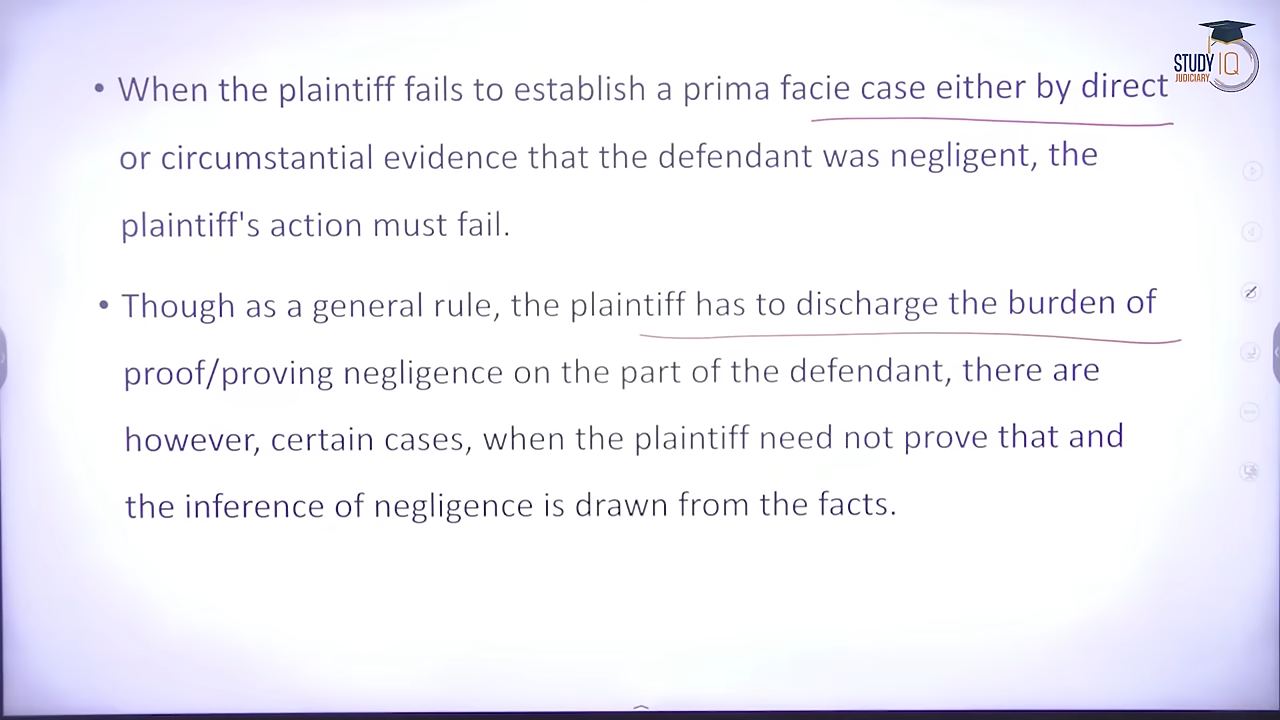 STUDY IQ
JUDICIARY
• When the plaintiff fails to establish a prima facie case either by direct
or circumstantial evidence that the defendant was negligent, the
plaintiff's action must fail.
• Though as a general rule, the plaintiff has to discharge the burden of
proof/proving negligence on the part of the defendant, there are
however, certain cases, when the plaintiff need not prove that and
the inference of negligence is drawn from the facts.